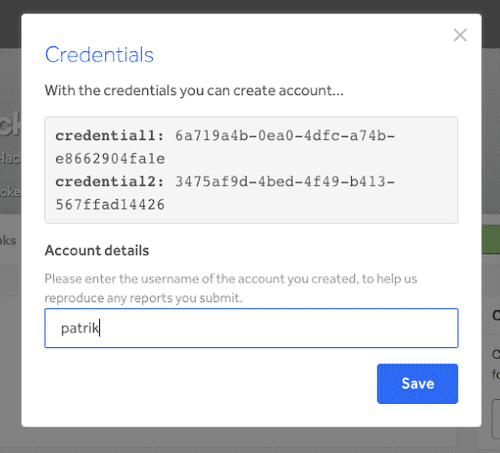 Credentials
With the credentials you can create account...
credential1: 6a719a4b-0ea0-4dfc-a74b-
e8662904fa1e
credential2: 3475af9d-4bed-4f49-b413-
567ffad14426
Account details
Please enter the username of the account you created, to help us
reproduce any reports you submit.
patrik
Save